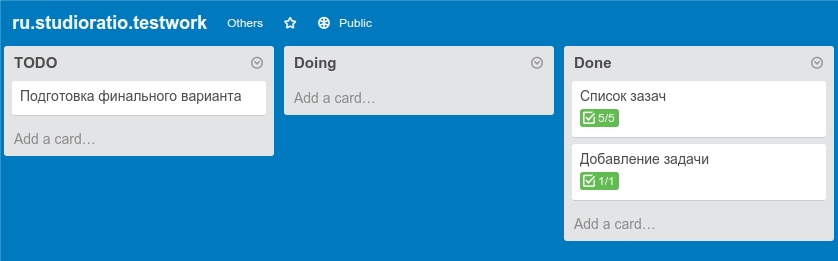 ru.studioratio.testwork Others Public
TODO
Подготовка финального варианта
Add a card…
Doing
Add a card…
Done
Список зазач
5/5
Добавление задачи
1/1
Add a card…